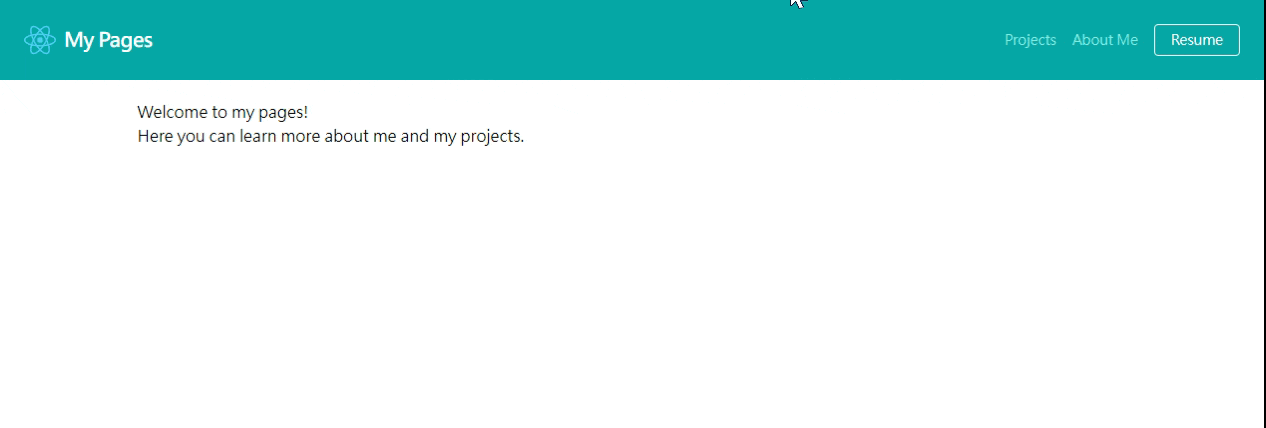 My Pages
Projects About Me Resume
Welcome to my pages!
Here you can learn more about me and my projects.